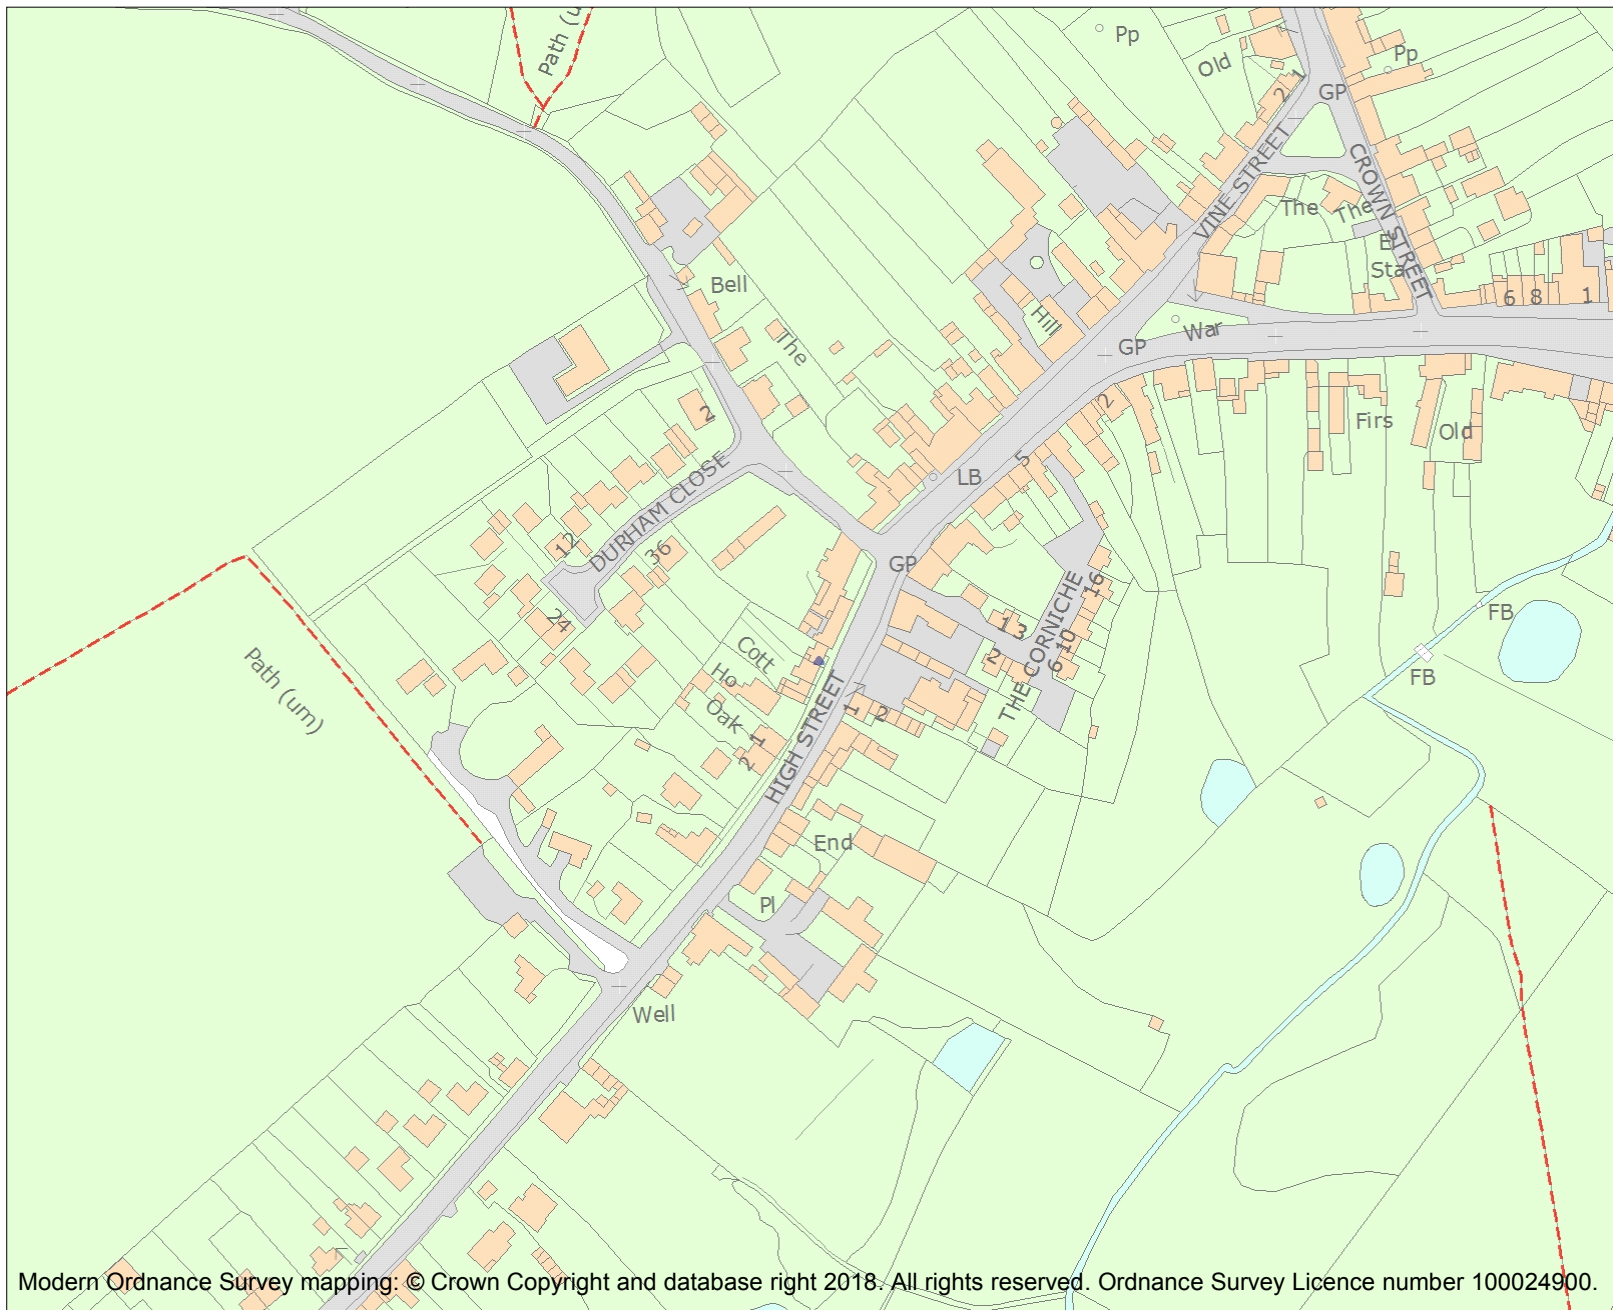 Path (u
Pp
Old
Pp
2 1
GP
VINE STREET
CROWN STREET
The
The
E
Sta
Bell
6 8
1
Hill
The
War
GP
2
2
Firs
Old
5
LB
DURHAM CLOSE
12
36
GP
16
THE CORNICHE
FB
24
13
10
Path (um)
Cott
2
6
FB
Ho
Oak
1
2
1
2
HIGH STREET
End
Pl
Well
Modern Ordnance Survey mapping: © Crown Copyright and database right 2018. All rights reserved. Ordnance Survey Licence number 100024900.